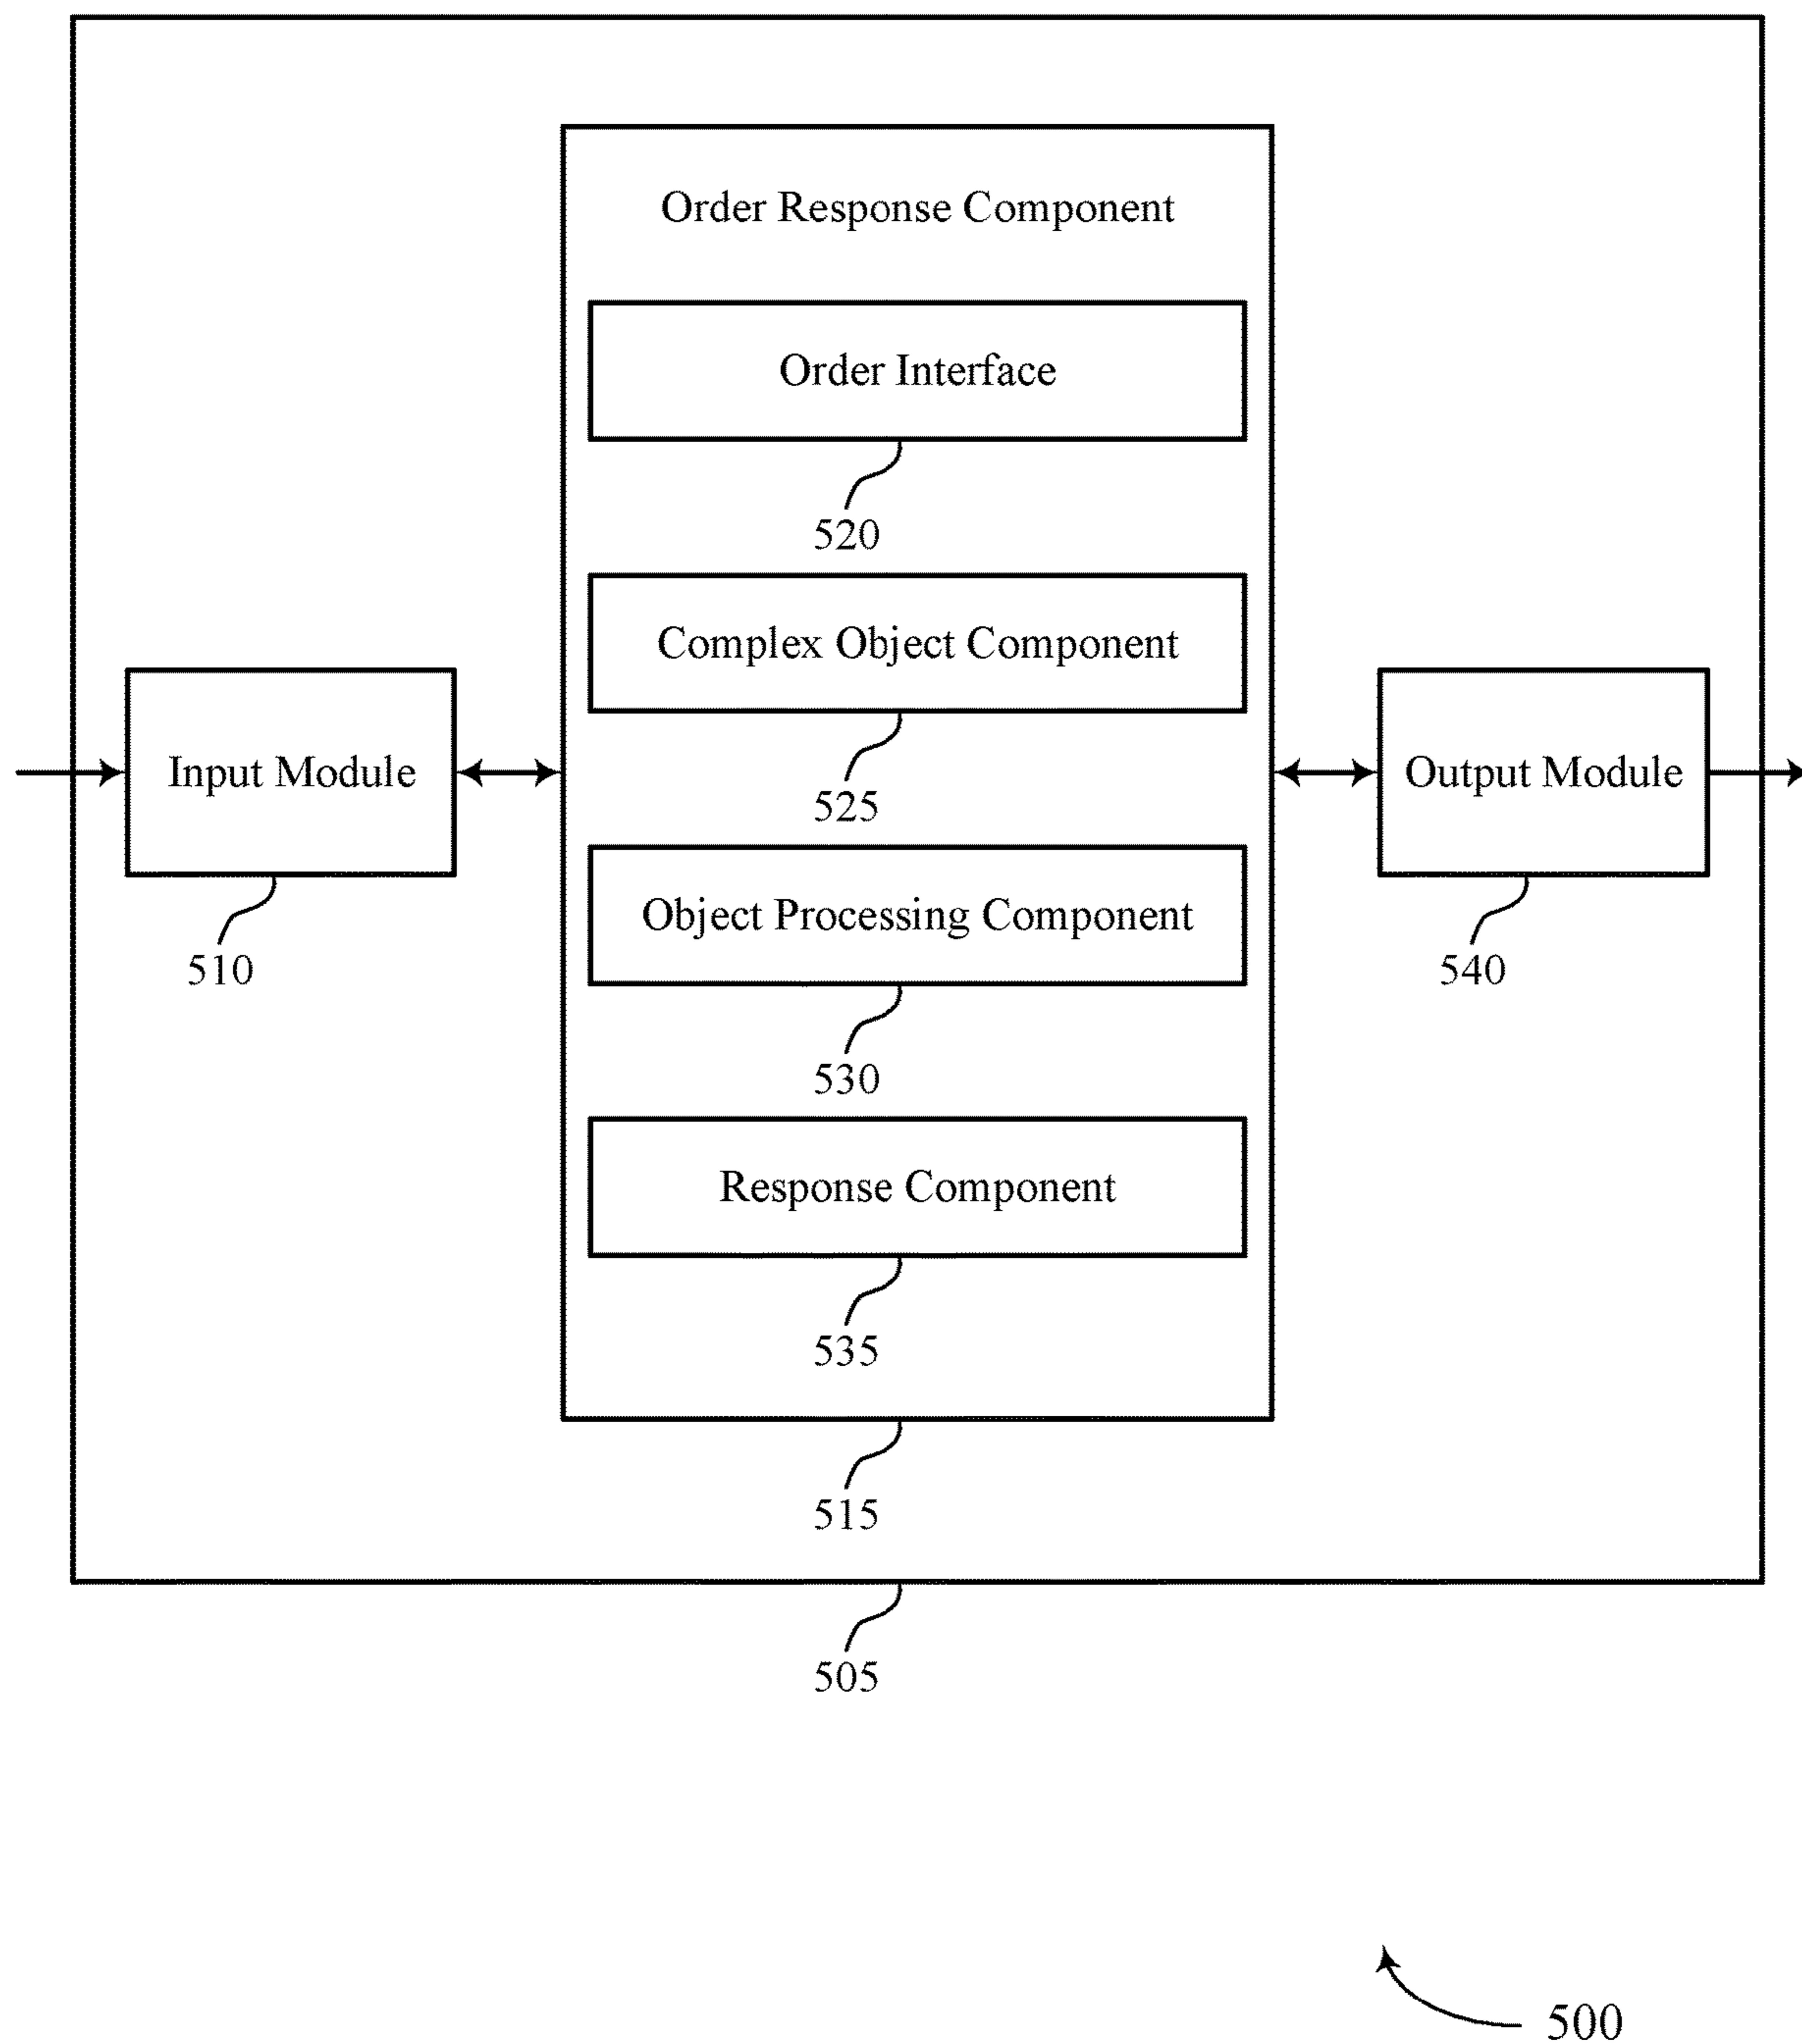 Order Response Component
Order Interface
520
Complex Object Component
525
Input Module
510
Object Processing Component
530
Output Module
540
Response Component
535
515
505
500